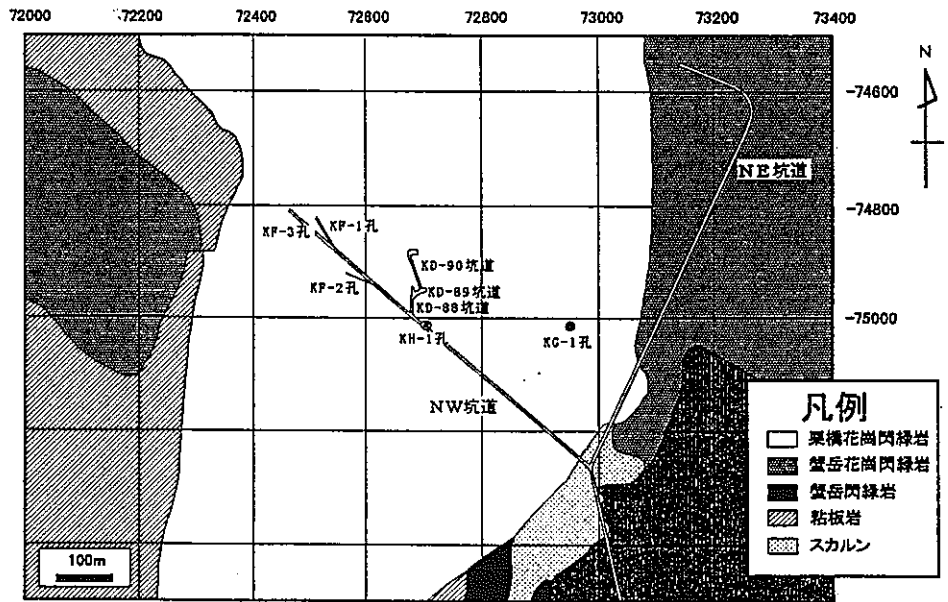 72000 72200 72400 72600 72800 73000 73200 73400
N
-74600
NE坑道
-74800
KF-1孔
KF-3孔
KD-90坑道
KF-2孔
KD-89坑道
KD-88坑道
-75000
KH-1孔
KG-1孔
NW坑道
凡例
栗橋花崗閃緑岩
蟹岳花崗閃緑岩
蟹岳閃緑岩
粘板岩
スカルン
100m